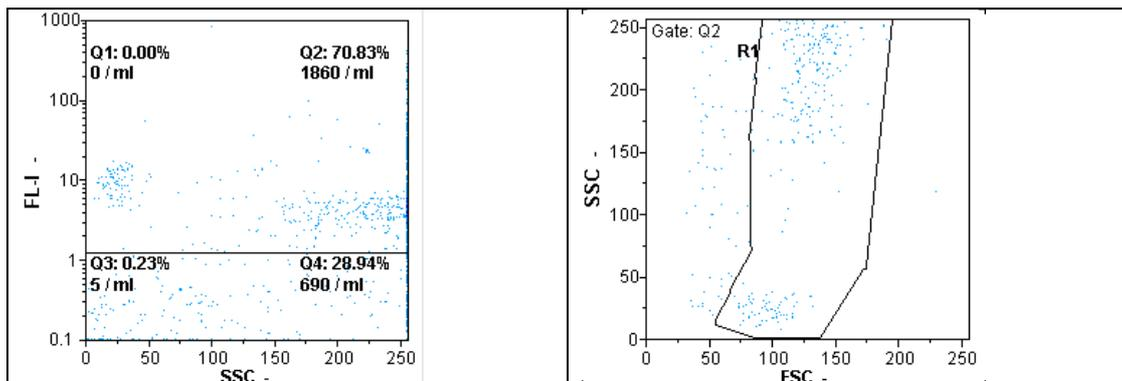 1000
Q1: 0.00% Q2: 70.83%
0 / ml 1860 / ml
100
10
FL-I -
1
Q3: 0.23% Q4: 28.94%
5 / ml 690 / ml
0.1
0 50 100 150 200 250
SSC -
250
Gate: Q2
R1
200
150
SSC -
100
50
0
0 50 100 150 200 250
FSC -